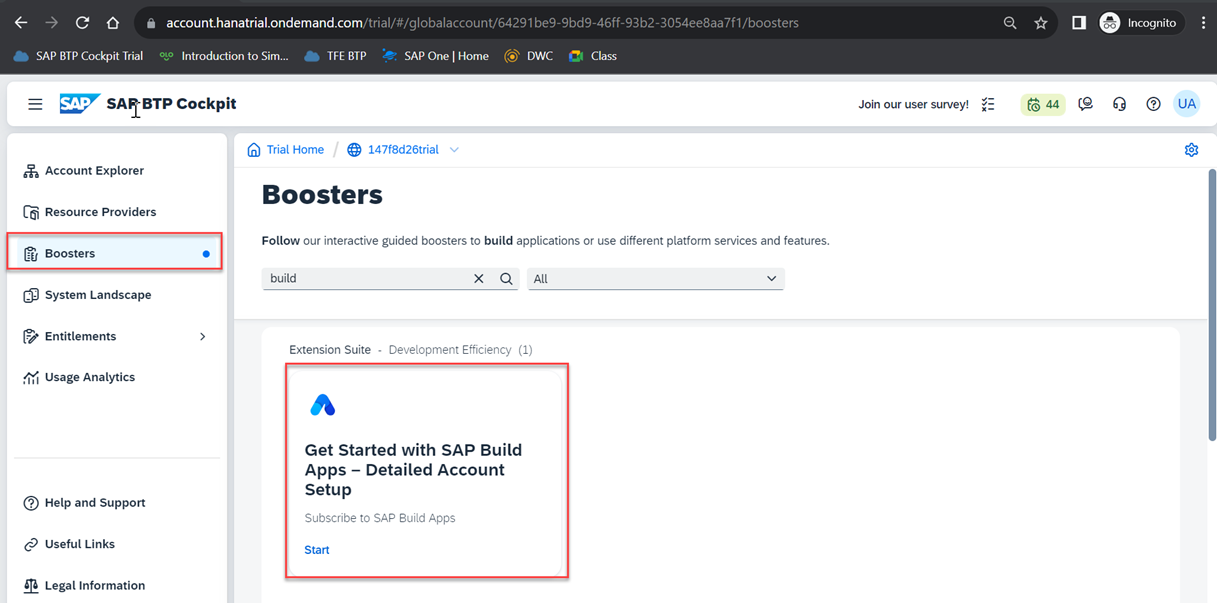 account.hanatrial.ondemand.com/trial/#/globalaccount/64291be9-9bd9-46ff-93b2-3054ee8aa7f1/boosters
Incognito
SAP BTP Cockpit Trial
Introduction to Sim...
TFE BTP
SAP One | Home
DWC
Class
SAP
SAP BTP Cockpit
Join our user survey!
44
UA
Account Explorer
Resource Providers
Boosters
System Landscape
Entitlements
Usage Analytics
Help and Support
Useful Links
Legal Information
Trial Home / 147f8d26trial
Boosters
Follow our interactive guided boosters to build applications or use different platform services and features.
build
All
Extension Suite - Development Efficiency (1)
Get Started with SAP Build
Apps – Detailed Account
Setup
Subscribe to SAP Build Apps
Start